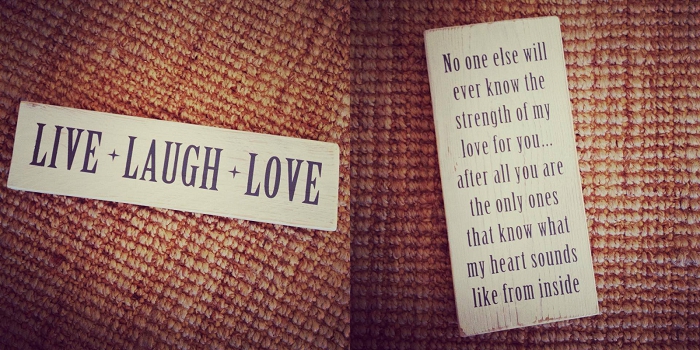 LIVE + LAUGH + LOVE
No one else will
ever know the
strength of my
love for you...
after all you are
the only ones
that know what
my heart sounds
like from inside